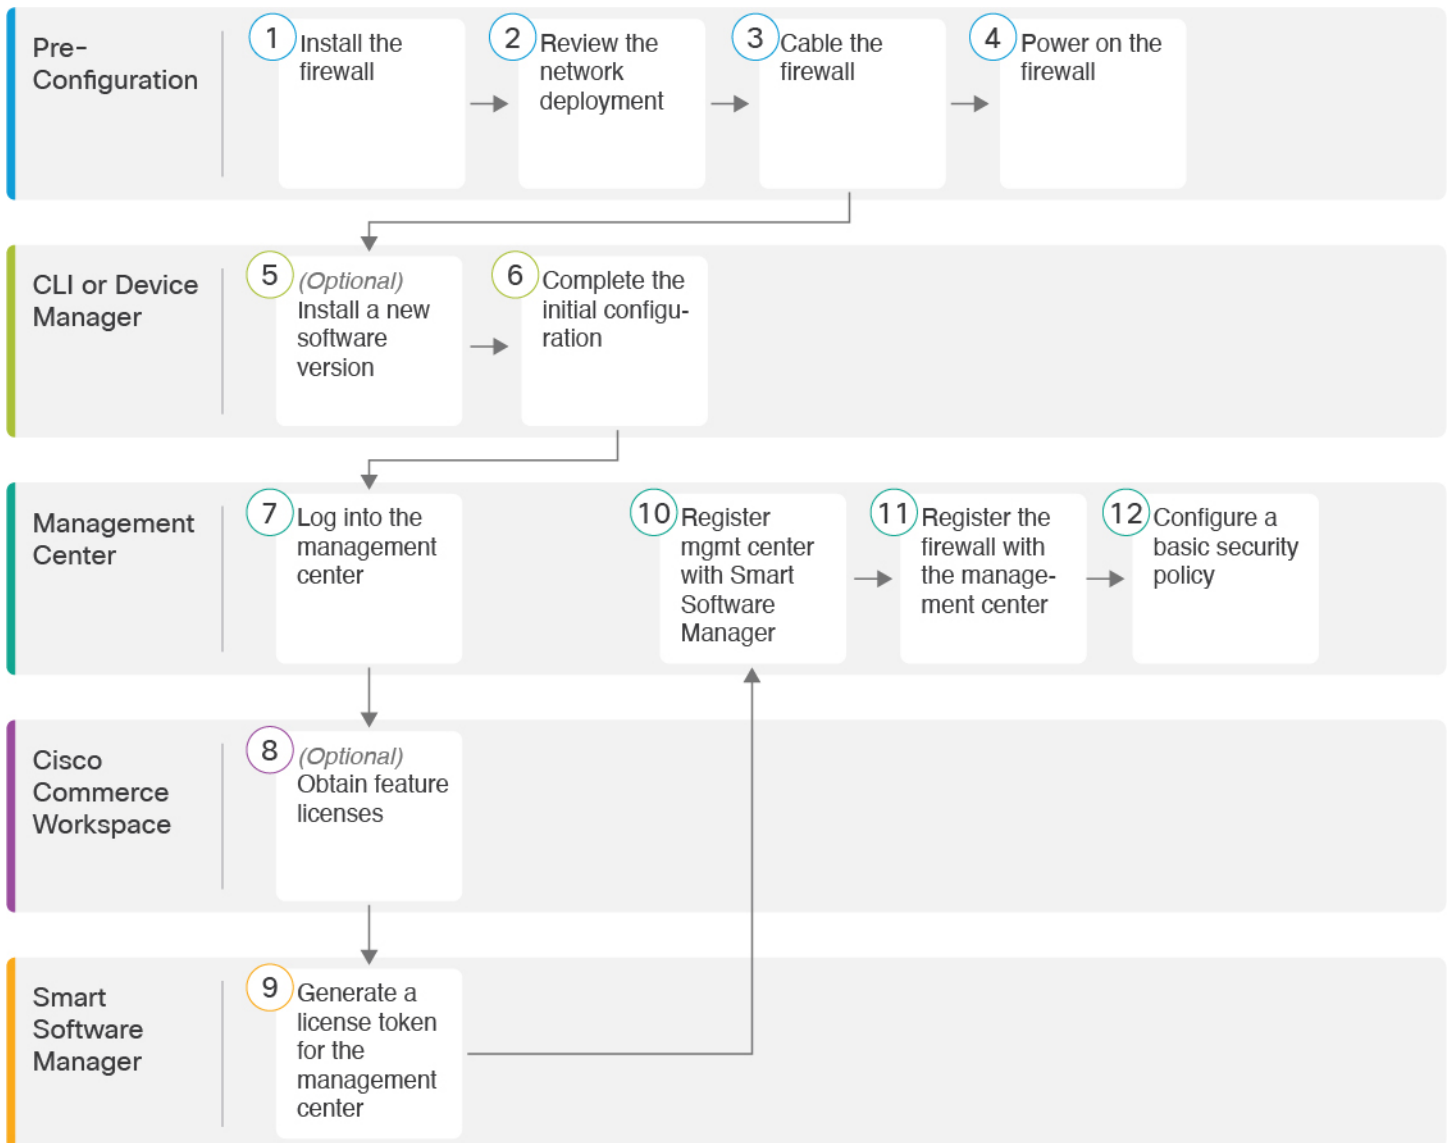 Pre-
Configuration
1
Install the
firewall
2
Review the
network
deployment
3
Cable the
firewall
4
Power on the
firewall
CLI or Device
Manager
5
(Optional)
Install a new
software
version
6
Complete the
initial configu-
ration
Management
Center
7
Log into the
management
center
10
Register
mgmt center
with Smart
Software
Manager
11
Register the
firewall with
the manage-
ment center
12
Configure a
basic security
policy
Cisco
Commerce
Workspace
8
(Optional)
Obtain feature
licenses
Smart
Software
Manager
9
Generate a
license token
for the
management
center